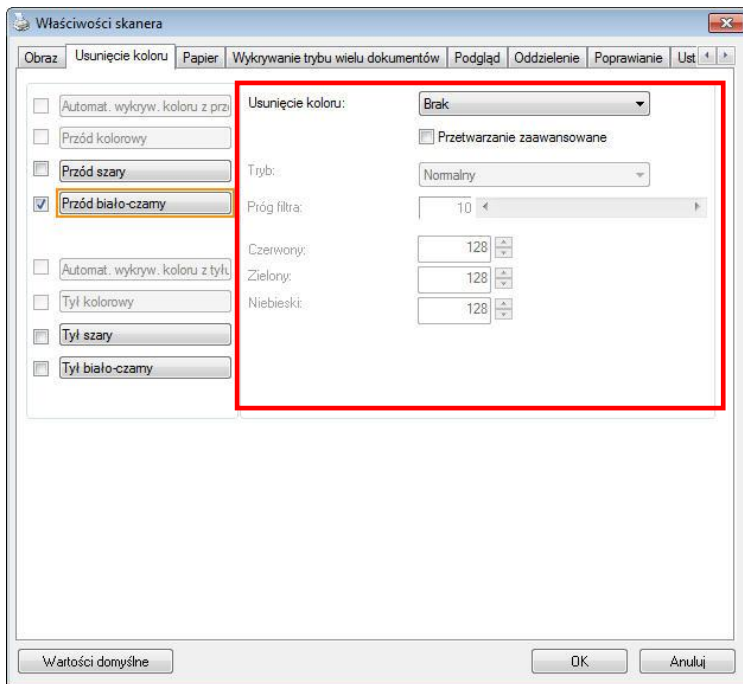 Właściwości skanera
Obraz Usunięcie koloru Papier Wykrywanie trybu wielu dokumentów Podgląd Oddzielenie Poprawianie Ust
Automat. wykryw. koloru z prz
Przód kolorowy
Przód szary
Przód biało-czarny
Automat. wykryw. koloru z tyłu
Tył kolorowy
Tył szary
Tył biało-czarny
Usunięcie koloru: Brak
Przetwarzanie zaawansowane
Tryb: Normalny
Próg filtra: 10
Czerwony: 128
Zielony: 128
Niebieski: 128
Wartości domyślne OK Anuluj